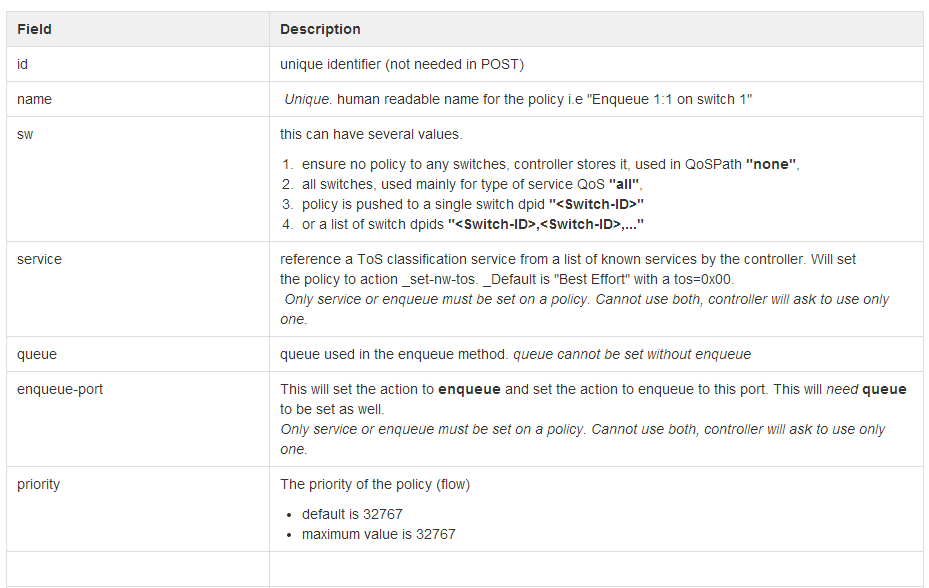 Field Description
id unique identifier (not needed in POST)
name Unique. human readable name for the policy i.e "Enqueue 1:1 on switch 1"
sw this can have several values.
1. ensure no policy to any switches, controller stores it, used in QoSPath "none",
2. all switches, used mainly for type of service QoS "all",
3. policy is pushed to a single switch dpid "<Switch-ID>"
4. or a list of switch dpids "<Switch-ID>,<Switch-ID>,..."
service reference a ToS classification service from a list of known services by the controller. Will set
the policy to action _set-nw-tos. _Default is "Best Effort" with a tos=0x00.
Only service or enqueue must be set on a policy. Cannot use both, controller will ask to use only
one.
queue queue used in the enqueue method. queue cannot be set without enqueue
enqueue-port This will set the action to enqueue and set the action to enqueue to this port. This will need queue
to be set as well.
Only service or enqueue must be set on a policy. Cannot use both, controller will ask to use only
one.
priority The priority of the policy (flow)
• default is 32767
• maximum value is 32767